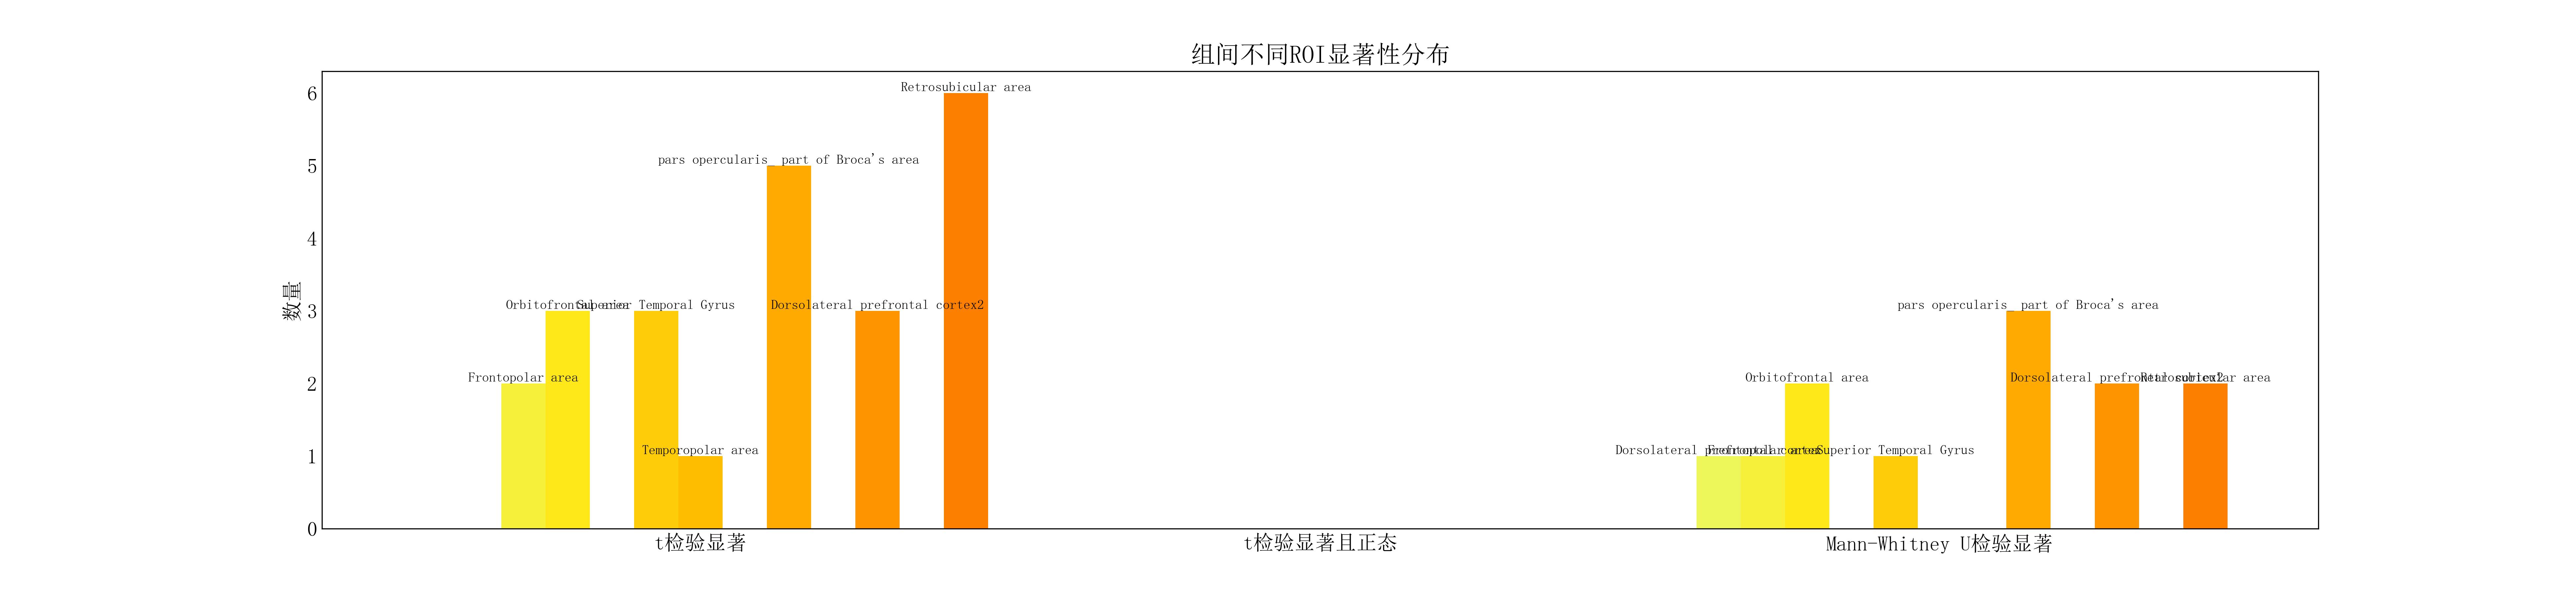 组间不同ROI显著性分布
数量
6
5
4
3
2
1
0
Frontopolar area
Orbitofrontal area
Superior Temporal Gyrus
Temporopolar area
pars opercularis_ part of Broca's area
Dorsolateral prefrontal cortex2
Retrosubicular area
Dorsolateral prefrontal cortex
Frontopolar area
Orbitofrontal area
Superior Temporal Gyrus
pars opercularis_ part of Broca's area
Dorsolateral prefrontal cortex2
Retrosubicular area
t检验显著
t检验显著且正态
Mann-Whitney U检验显著